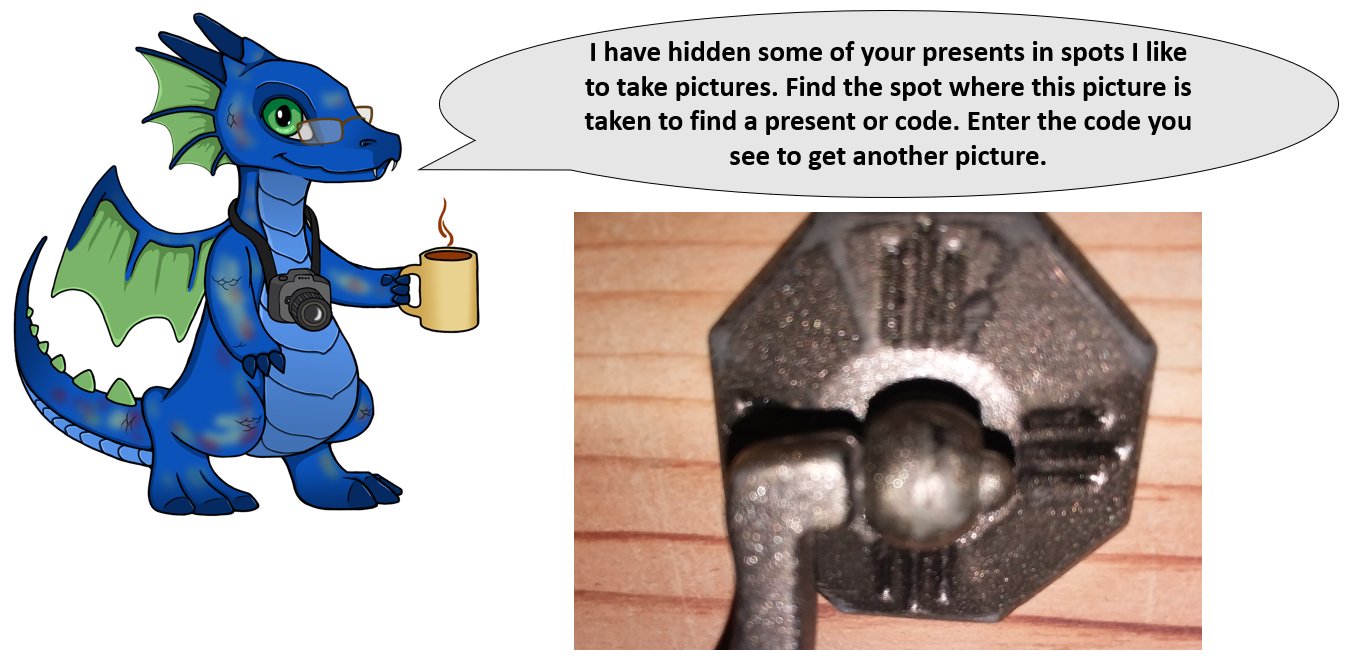 I have hidden some of your presents in spots I like
to take pictures. Find the spot where this picture is
taken to find a present or code. Enter the code you
see to get another picture.